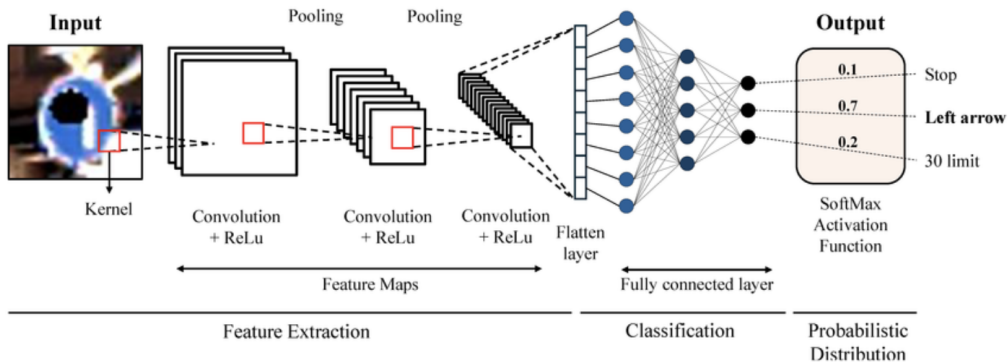 Input
Pooling
Pooling
Output
0.1
Stop
0.7
Left arrow
0.2
30 limit
Kernel
Convolution
+ ReLu
Convolution
+ ReLu
Convolution
+ ReLu
Flatten
layer
SoftMax
Activation
Function
Feature Maps
Fully connected layer
Feature Extraction
Classification
Probabilistic
Distribution